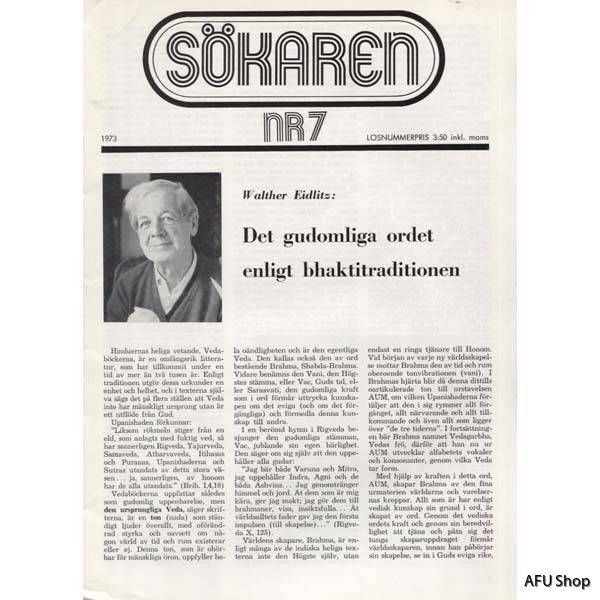 SÖKAREN
NR 7
1973
LÖSNUMMERPRIS 3:50 inkl. moms
Walther Eidlitz:
Det gudomliga ordet
enligt bhaktitraditionen
Hinduernas heliga vetande, Veda-
böckerna, är en omfångsrik littera-
tur, som har tillkommit under en
tid av mer än två tusen år. Enligt
traditionen utgör dessa urkunder en
enhet och helhet, och i texterna själ-
va sägs det på flera ställen att Veda
inte har mänskligt ursprung utan är
ett utflöde från Gud.
Upanishaden förkunnar:
"Liksom rökmoln stiger från en
eld, som anlagts med fuktig ved, så
har sannerligen Rigveda, Yajurveda,
Samaveda, Atharvaveda, Itihasas
och Puranas, Upanishaderna och
Sutras utandats av detta stora vä-
sen... ja, sannerligen, av honom
har de alla utandats." (Brih. I,4,10)
Vedaböckerna uppfattas således
som gudomlig uppenbarelse, men
den ursprungliga Veda, säger skrif-
terna, är en ton (nada) som stän-
digt ljuder överallt, med oföränd-
rad styrka och oavsett om nå-
gon värld av tid och rum existerar
eller ej. Denna ton, som är ohör-
bar för mänskliga öron, uppfyller he-
la oändligheten och är den egentliga
Veda. Den kallas också den av ord
bestående Brahma, Shabda-Brahma.
Vidare benämns den Vani, den Hög-
stes stämma, eller Vac, Guds tal, el-
ler Sarasvati, den gudomliga kraft
som i ord förmår uttrycka kunska-
pen om det eviga (och om det för-
gängliga) och förmedla denna kun-
skap till andra.
I en berömd hymn i Rigveda be-
sjunger den gudomliga stämman,
Vac, jublande sin egen härlighet.
Den säger om sig själv att den uppe-
håller alla gudar:
"Jag bär både Varuna och Mitra,
jag uppehåller Indra, Agni och de
båda Ashvins... Jag genomtränger
himmel och jord. At dem som är mig
kära, ger jag makt; jag gör dem till
brahmaner, visa, insiktsfulla... At
världsalltets fader gav jag den första
impulsen (till skapelse)..." (Rigve-
da X, 125).
Världens skapare, Brahma, är en-
ligt många av de indiska heliga tex-
terna inte den Högste själv, utan
endast en ringa tjänare till Honom.
Vid början av varje ny världsskapel-
se mottar Brahma den av tid och rum
oberoende tonvibrationen (vani). I
Brahmas hjärta blir då denna dittills
oartikulerade ton till urstavelsen
AUM, om vilken Upanishaderna för-
täljer att den i sig rymmer allt för-
gånget, allt närvarande och allt till-
kommande och även allt som ligger
över "de tre tiderna". I fortsättning-
en bär Brahma namnet Vedagarbha,
Vedas frö, därför att han nu ur
AUM utvecklar alfabetets vokaler
och konsonanter, genom vilka Veda
tar form.
Med hjälp av kraften i detta ord,
AUM, skapar Brahma av den fina
urmaterien världarna och varelser-
nas kroppar. Allt som är har enligt
vedisk kunskap sin grund i ord, är
skapat av ord. Genom det vediska
ordets kraft och genom sin beredvil-
lighet att tjäna och påta sig det
tunga skaparuppdraget förmår
världsskaparen, innan han påbörjar
sin skapelse, se in i Guds eviga rike,
AFU Shop